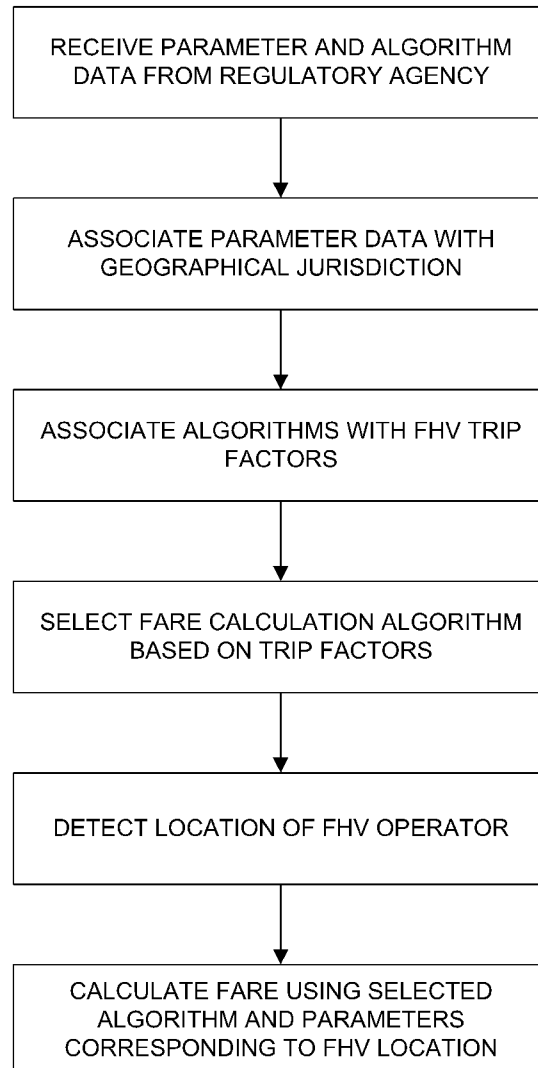 RECEIVE PARAMETER AND ALGORITHM
DATA FROM REGULATORY AGENCY
ASSOCIATE PARAMETER DATA WITH
GEOGRAPHICAL JURISDICTION
ASSOCIATE ALGORITHMS WITH FHV TRIP
FACTORS
SELECT FARE CALCULATION ALGORITHM
BASED ON TRIP FACTORS
DETECT LOCATION OF FHV OPERATOR
CALCULATE FARE USING SELECTED
ALGORITHM AND PARAMETERS
CORRESPONDING TO FHV LOCATION